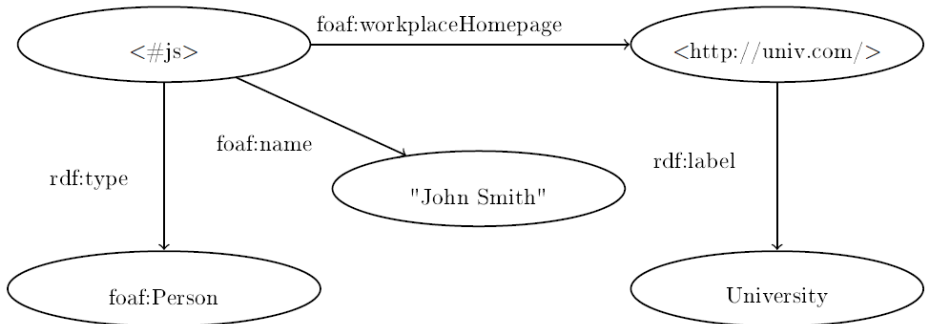 foaf:workplaceHomepage
<#js>
<http://univ.com/>
foaf:name
rdf:label
rdf:type
"John Smith"
foaf:Person
University